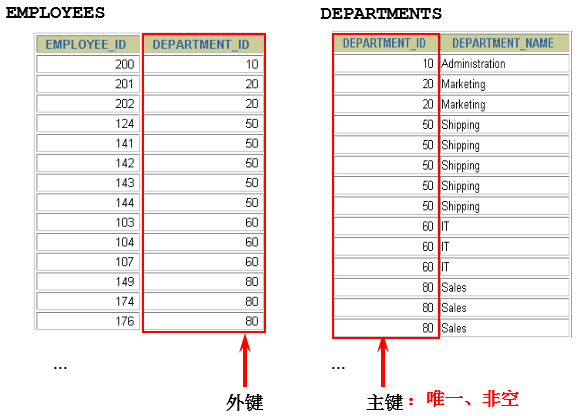 EMPLOYEES
EMPLOYEE_ID DEPARTMENT_ID
200 10
201 20
202 20
124 50
141 50
142 50
143 50
144 50
103 60
104 60
107 60
149 80
174 80
176 80
...
外键
DEPARTMENTS
DEPARTMENT_ID DEPARTMENT_NAME
10 Administration
20 Marketing
20 Marketing
50 Shipping
50 Shipping
50 Shipping
50 Shipping
50 Shipping
60 IT
60 IT
60 IT
80 Sales
80 Sales
80 Sales
...
主键：唯一、非空